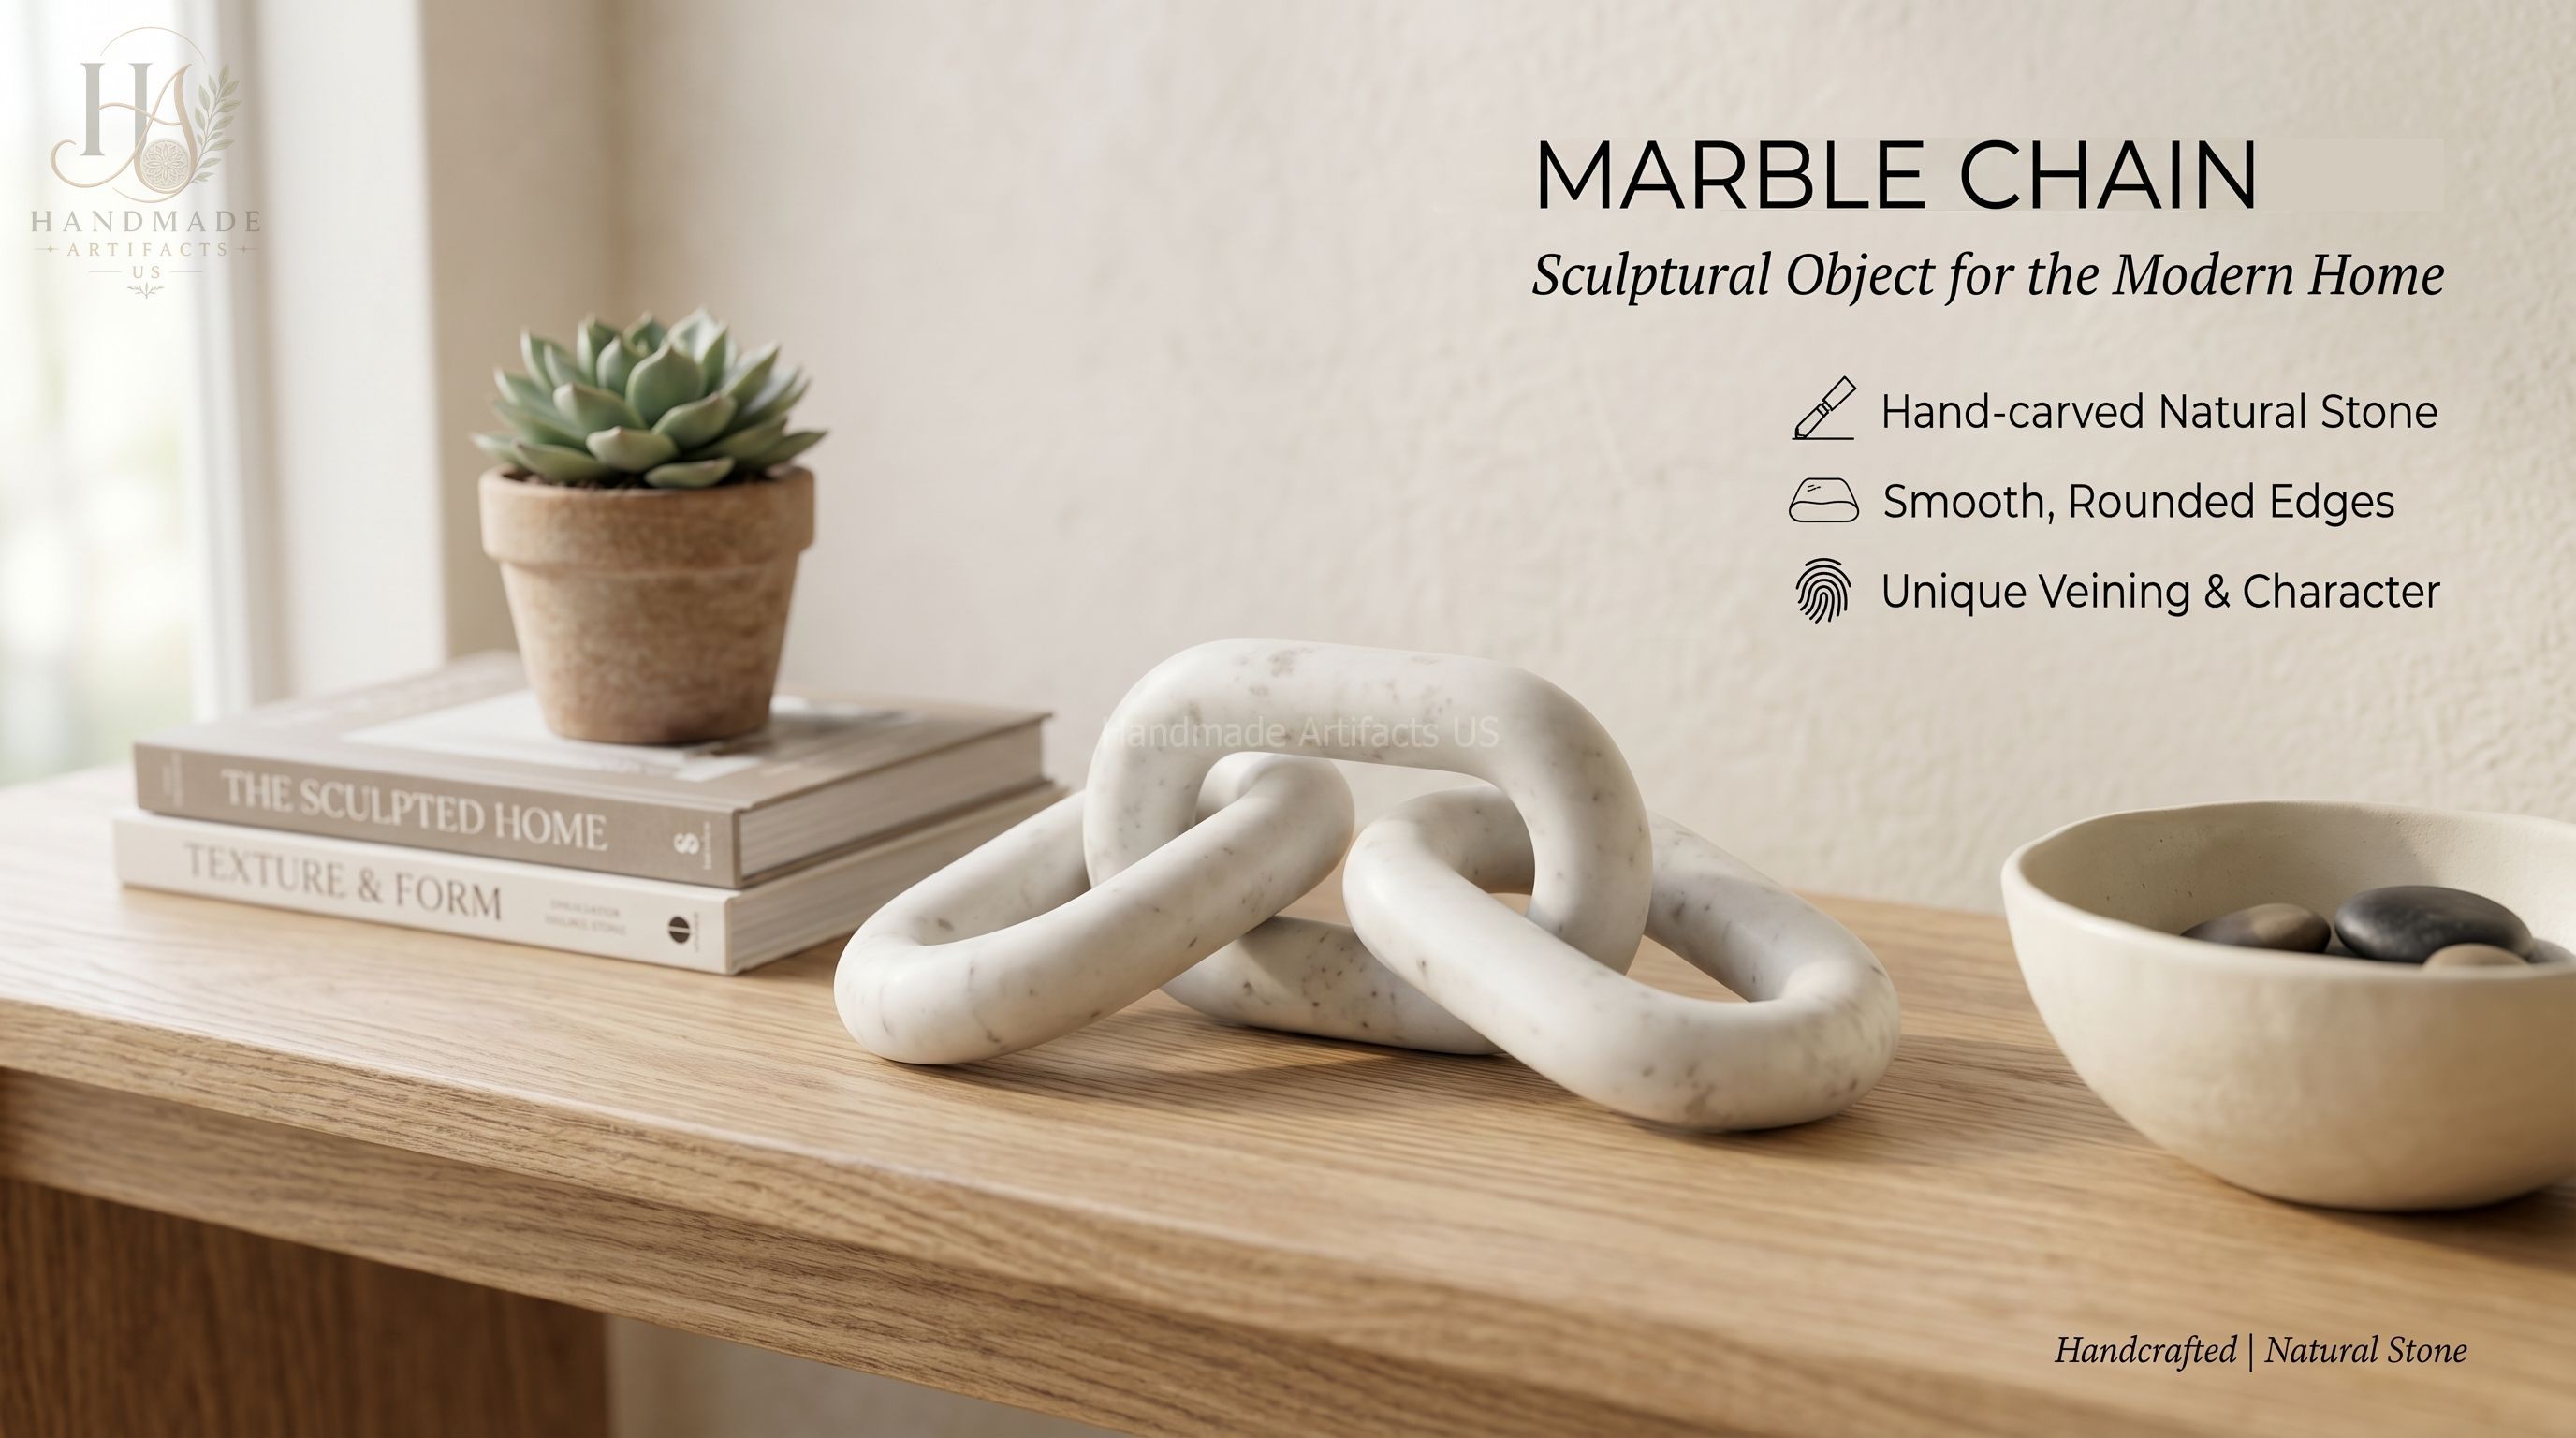 HA
HANDMADE
ARTIFACTS
US
MARBLE CHAIN
Sculptural Object for the Modern Home
Hand-carved Natural Stone
Smooth, Rounded Edges
Unique Veining & Character
Handmade Artifacts US
THE SCULPTED HOME
TEXTURE & FORM
Handcrafted | Natural Stone